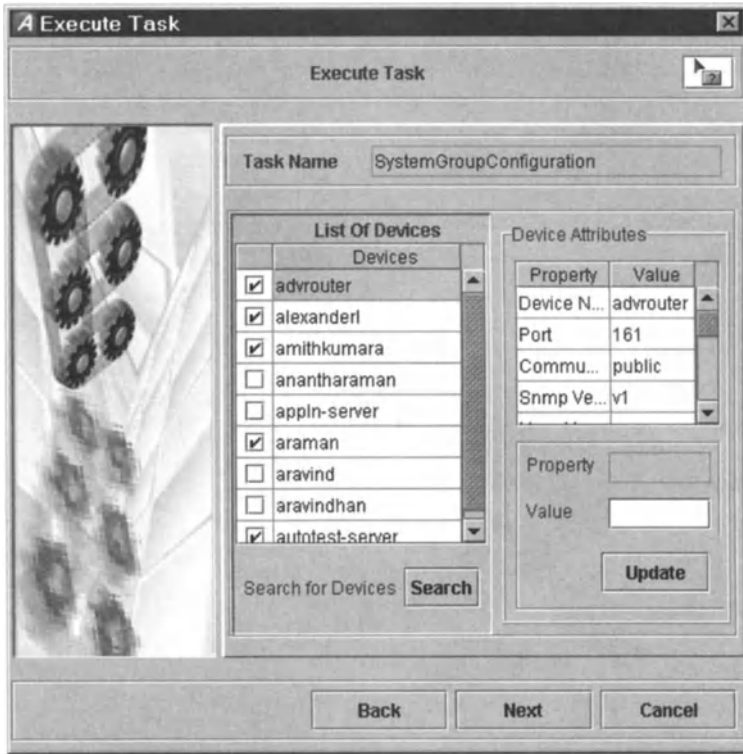 A Execute Task
Execute Task
Task Name SystemGroupConfiguration
List Of Devices
Devices
advrouter
alexanderl
amithkumara
anantharaman
appln-server
araman
aravind
aravindhan
autotest-server
Search for Devices Search
Device Attributes
Property Value
Device N... advrouter
Port 161
Commu... public
Snmp Ve... v1
Property
Value
Update
Back Next Cancel